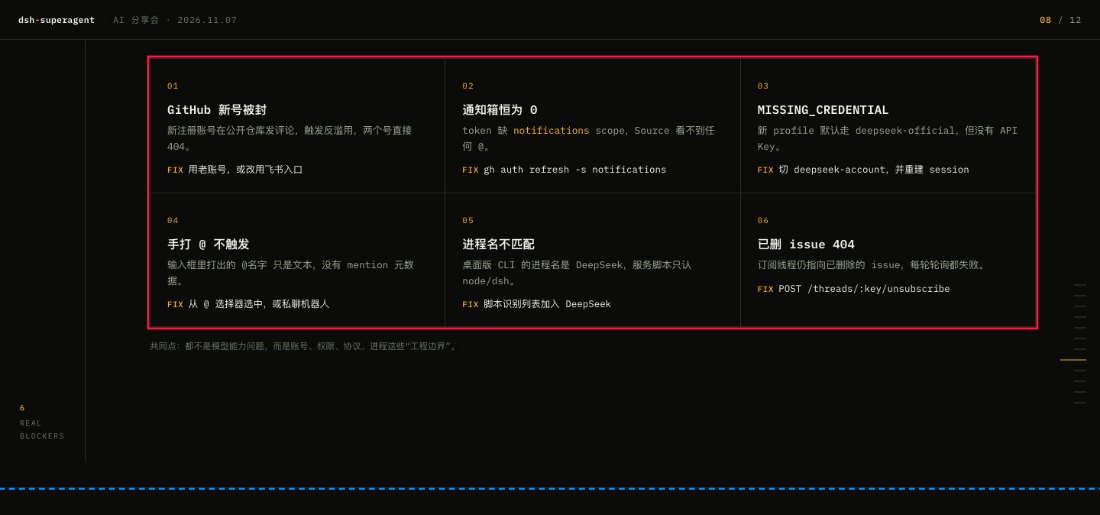 dsh-superagent AI 分享会 · 2026.11.07 08 / 12
01
GitHub 新号被封
新注册账号在公开仓库发评论，触发反滥用，两个号直接
404。
FIX 用老账号，或改用飞书入口
02
通知箱恒为 0
token 缺 notifications scope，Source 看不到任
何 @。
FIX gh auth refresh -s notifications
03
MISSING_CREDENTIAL
新 profile 默认走 deepseek-official，但没有 API
Key。
FIX 切 deepseek-account，并重建 session
04
手打 @ 不触发
输入框里打出的 @名字 只是文本，没有 mention 元数
据。
FIX 从 @ 选择器选中，或私聊机器人
05
进程名不匹配
桌面版 CLI 的进程名是 DeepSeek，服务脚本只认
node/dsh。
FIX 脚本识别列表加入 DeepSeek
06
已删 issue 404
订阅线程仍指向已删除的 issue，每轮轮询都失败。
FIX POST /threads/:key/unsubscribe
共同点：都不是模型能力问题，而是账号、权限、协议、进程这些“工程边界”。
6
REAL
BLOCKERS